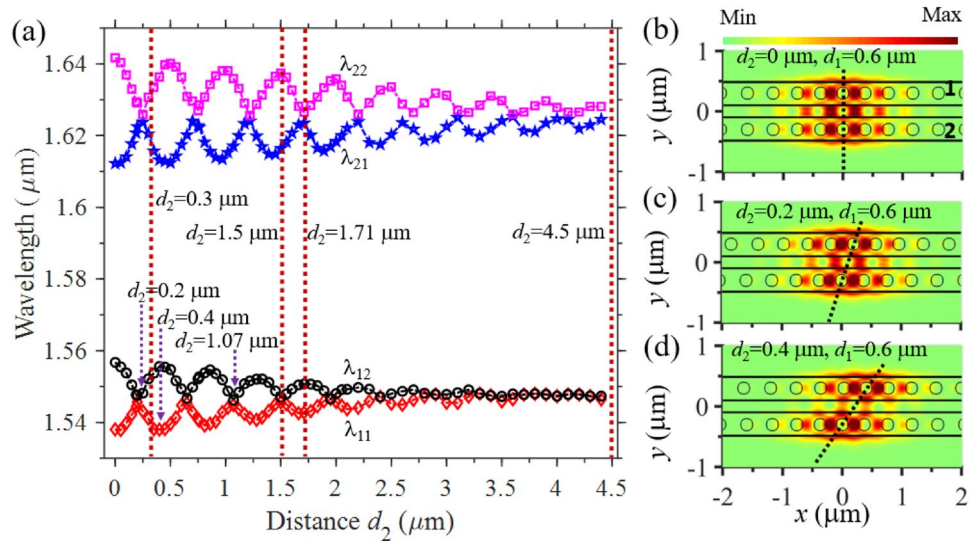 (a)
1.64
1.62
1.6
1.58
1.56
1.54
Wavelength ( μm)
λ22
λ21
d2=0.3 μm
d2=1.5 μm
d2=1.71 μm
d2=4.5 μm
d2=0.2 μm
d2=0.4 μm
d2=1.07 μm
λ12
λ11
0 0.5 1 1.5 2 2.5 3 3.5 4 4.5
Distance d2 (μm)
(b)
Min Max
d2=0 μm, d1=0.6 μm
1
2
1
0
-1
y (μm)
(c)
d2=0.2 μm, d1=0.6 μm
1
0
-1
y (μm)
(d)
d2=0.4 μm, d1=0.6 μm
1
0
-1
y (μm)
-2 -1 0 1 2
x (μm)